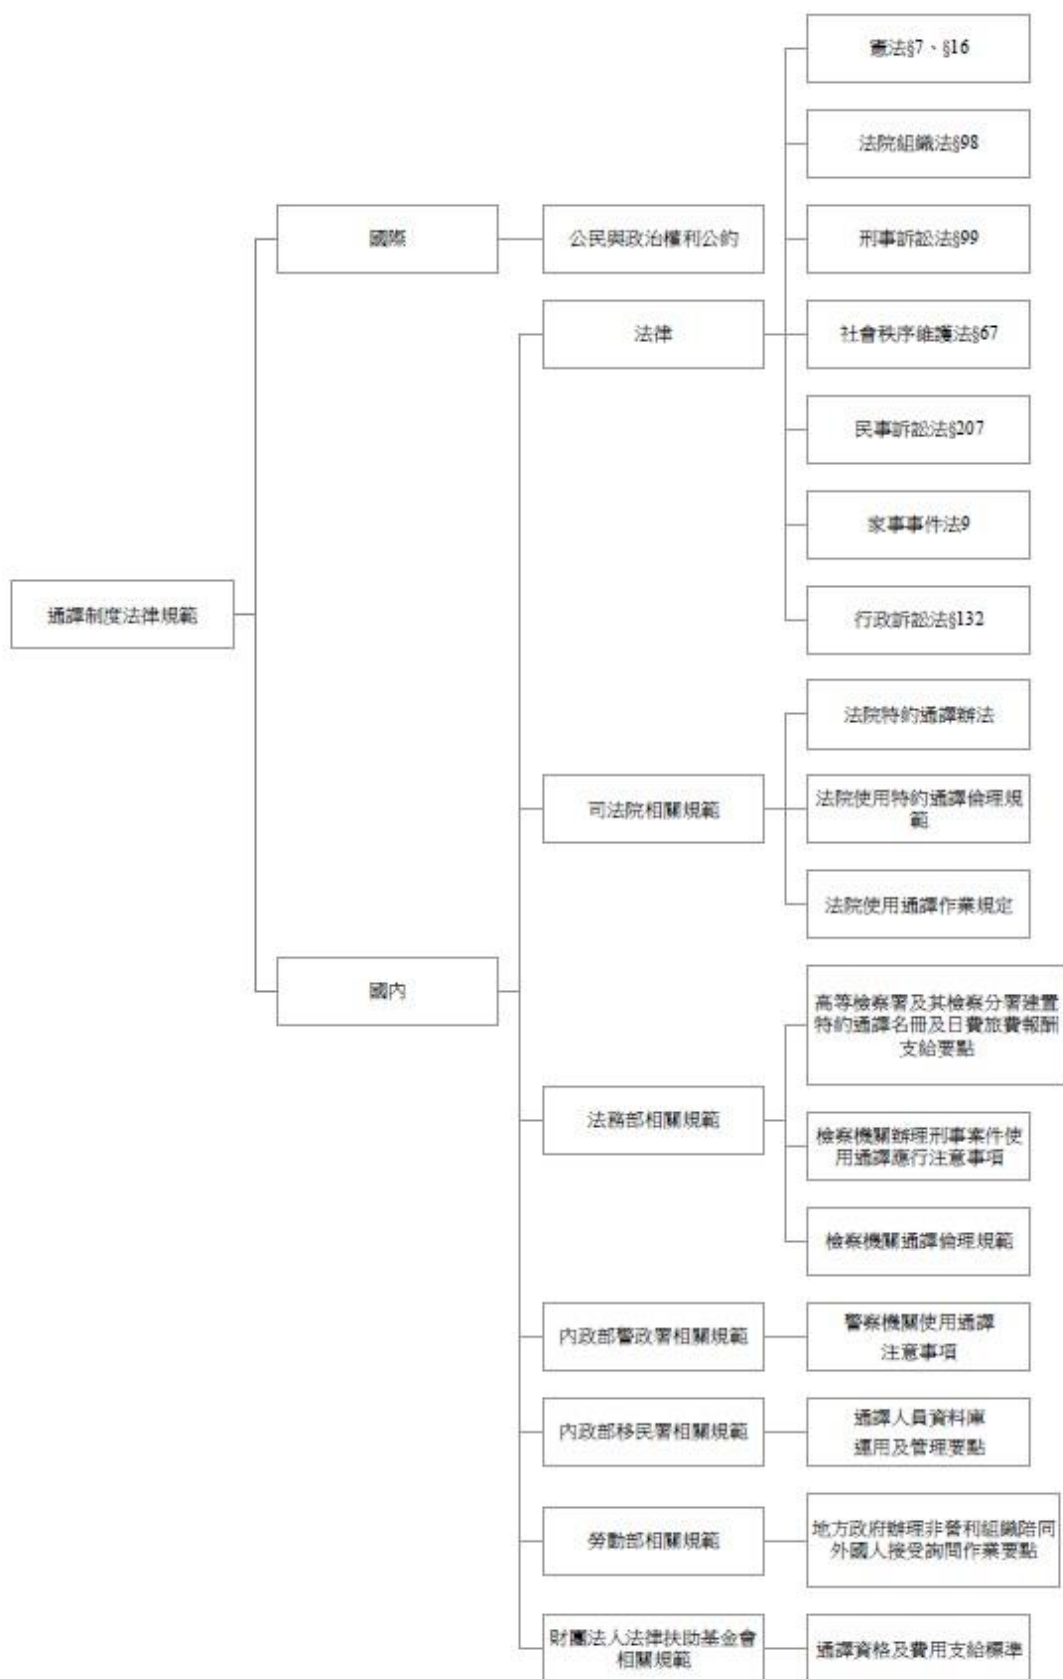 通譯制度法律規範
國際
公民與政治權利公約
國內
法律
憲法§7、§16
法院組織法§98
刑事訴訟法§99
社會秩序維護法§67
民事訴訟法§207
家事事件法9
行政訴訟法§132
司法院相關規範
法院特約通譯辦法
法院使用特約通譯倫理規
範
法院使用通譯作業規定
法務部相關規範
高等檢察署及其檢察分署建置
特約通譯名冊及日費旅費報酬
支給要點
檢察機關辦理刑事案件使
用通譯應行注意事項
檢察機關通譯倫理規範
內政部警政署相關規範
警察機關使用通譯
注意事項
內政部移民署相關規範
通譯人員資料庫
運用及管理要點
勞動部相關規範
地方政府辦理非營利組織陪同
外國人接受詢問作業要點
財團法人法律扶助基金會
相關規範
通譯資格及費用支給標準